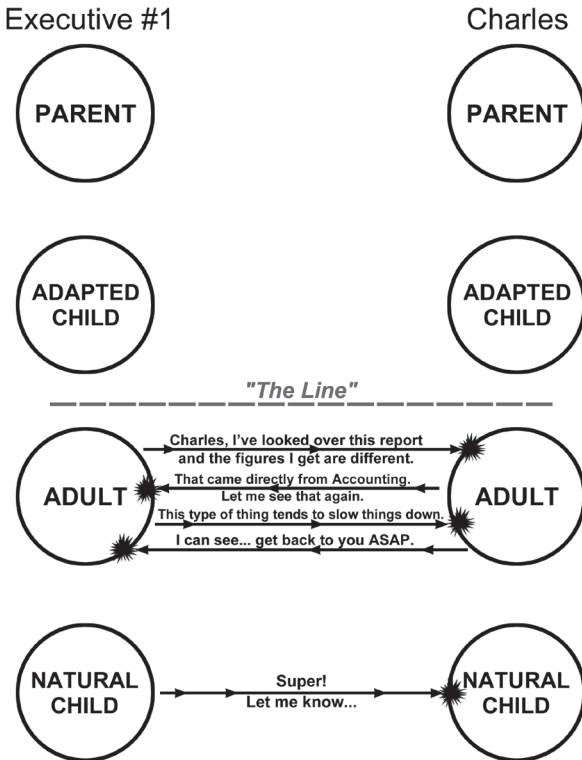 Executive #1
Charles
PARENT
PARENT
ADAPTED
CHILD
ADAPTED
CHILD
"The Line"
ADULT
Charles, I've looked over this report
and the figures I get are different.
That came directly from Accounting.
Let me see that again.
This type of thing tends to slow things down.
I can see... get back to you ASAP.
ADULT
NATURAL
CHILD
Super!
Let me know...
NATURAL
CHILD